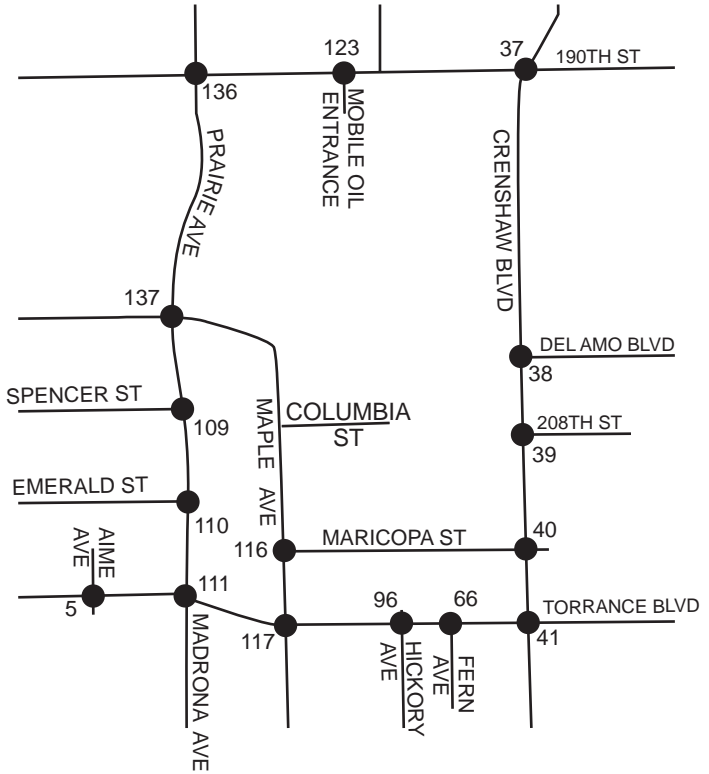 123
37
190TH ST
136
MOBILE OIL
ENTRANCE
PRAIRIE AVE
CRENSHAW BLVD
137
DEL AMO BLVD
38
SPENCER ST
109
MAPLE AVE
COLUMBIA
ST
208TH ST
39
EMERALD ST
110
AIME
AVE
116
MARICOPA ST
40
5
111
96
66
TORRANCE BLVD
117
41
MADRONA AVE
HICKORY
AVE
FERN
AVE